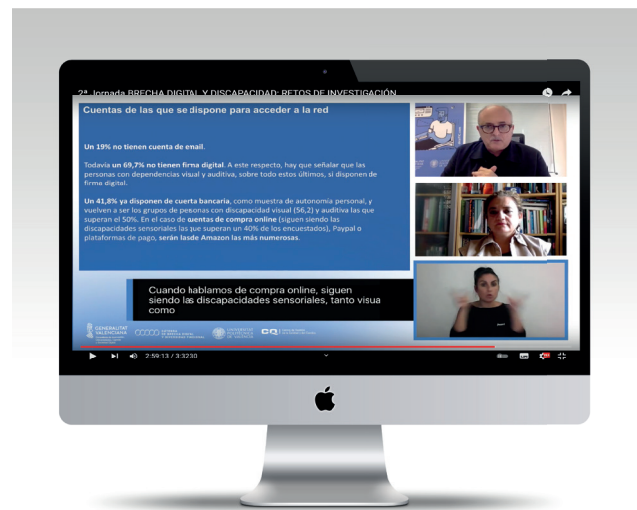 2ª Jornada BRECHA DIGITAL Y DISCAPACIDAD: RETOS DE INVESTIGACIÓN
Cuentas de las que se dispone para acceder a la red
Un 19% no tienen cuenta de email.
Todavía un 69,7% no tienen firma digital. A este respecto, hay que señalar que las
personas con dependencias visual y auditiva, sobre todo estos últimos, si disponen de
firma digital.
Un 41,8% ya disponen de cuerta bancaria, como muestra de autonomía personal, y
vuelven a ser los grupos de personas con discapacidad visual (56,2) y auditiva las que
superan el 50%. En el caso de cuentas de compra online (siguen siendo las
discapacidades sensoriales las que superan un 40% de los encuestados), Paypal o
plataformas de pago, serán lasde Amazon las más numerosas.
Cuando hablamos de compra online, siguen
siendo las discapacidades sensoriales, tanto visua
como
GENERALITAT
VALENCIANA
UNIVERSITAT
POLITÈCNICA
DE VALÈNCIA
2:59:13 / 3:3230